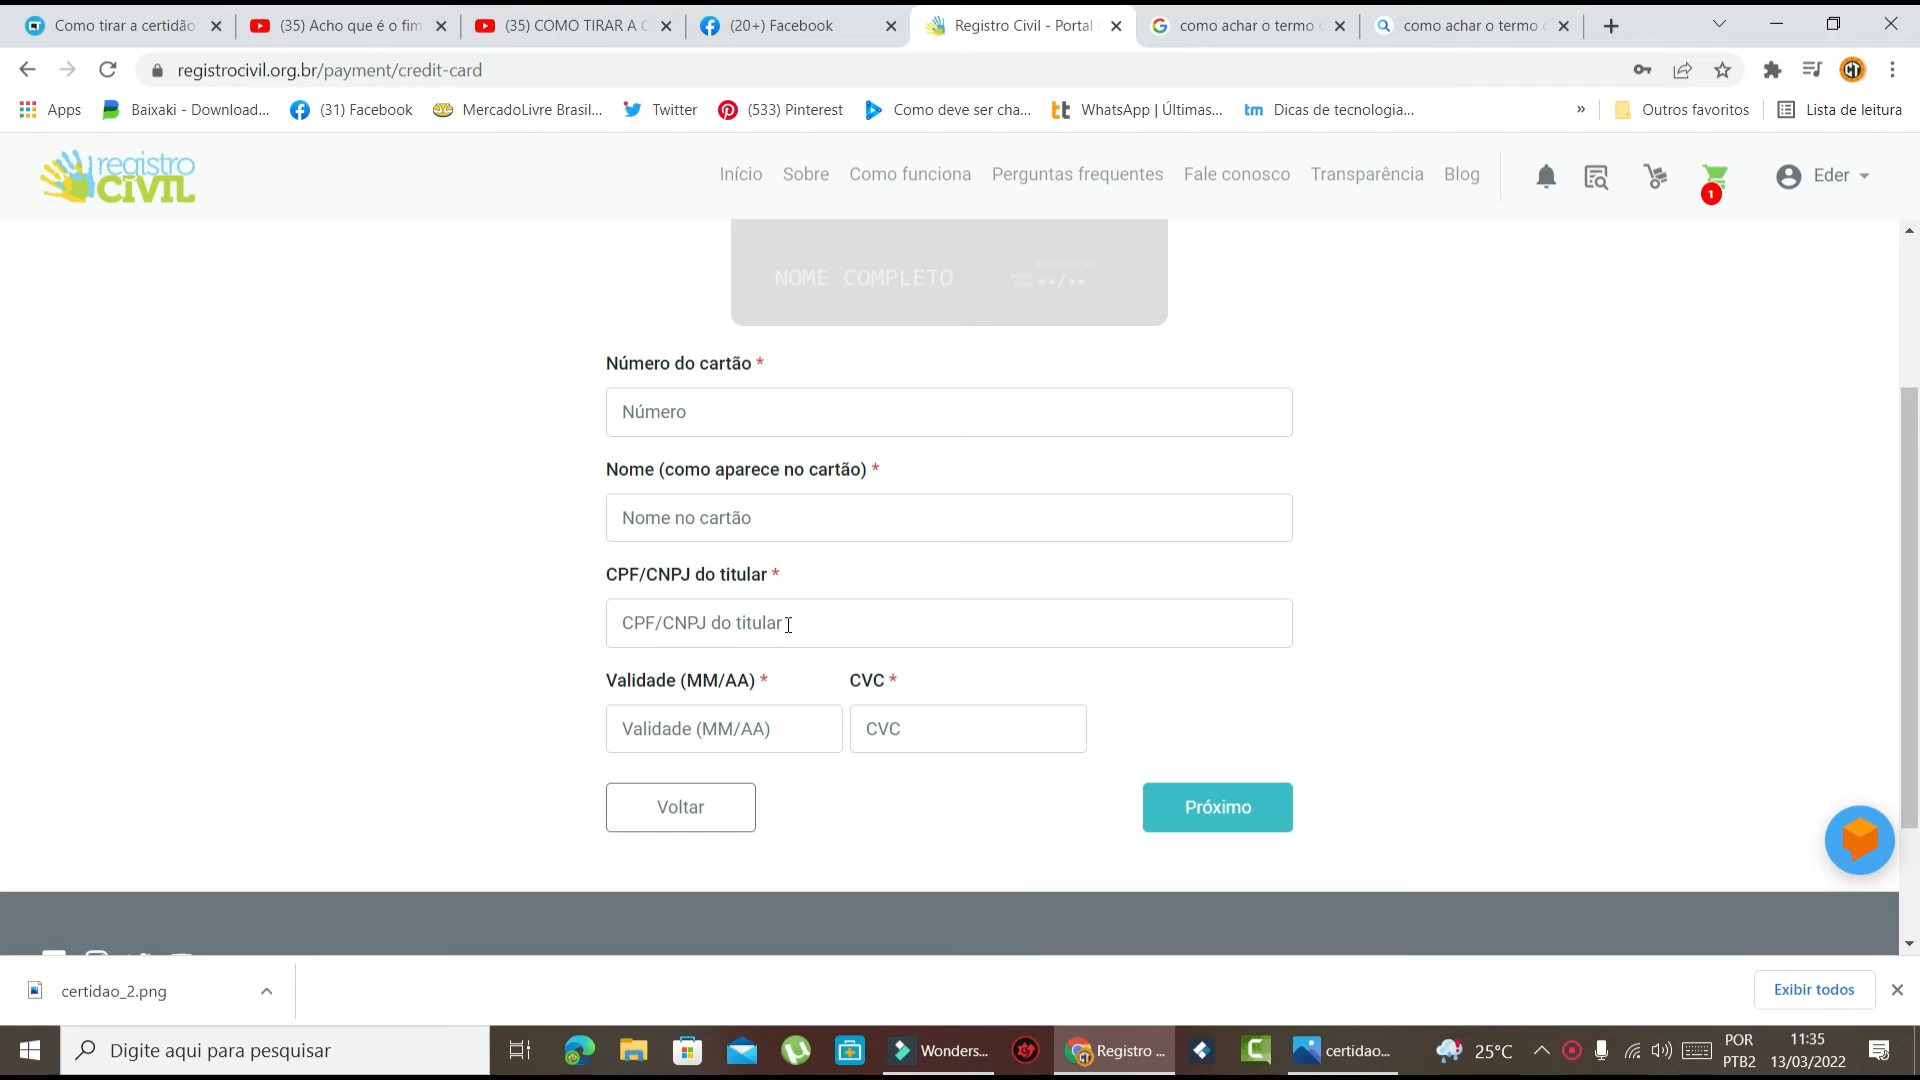 Como tirar a certidão
(35) Acho que é o fim
(35) COMO TIRAR A C
(20+) Facebook
Registro Civil - Portal
como achar o termo
como achar o termo
registrocivil.org.br/payment/credit-card
Apps
Baixaki - Download...
(31) Facebook
MercadoLivre Brasil...
Twitter
(533) Pinterest
Como deve ser cha...
WhatsApp | Últimas...
tm Dicas de tecnologia...
»
Outros favoritos
Lista de leitura
registro CIVIL
Início
Sobre
Como funciona
Perguntas frequentes
Fale conosco
Transparência
Blog
1
Eder
NOME COMPLETO
••/••
Número do cartão *
Número
Nome (como aparece no cartão) *
Nome no cartão
CPF/CNPJ do titular *
CPF/CNPJ do titular
Validade (MM/AA) *
CVC *
Validade (MM/AA)
CVC
Voltar
Próximo
certidao_2.png
Exibir todos
Digite aqui para pesquisar
Wonders...
Registro ...
certidao...
25°C
POR
PTB2
11:35
13/03/2022